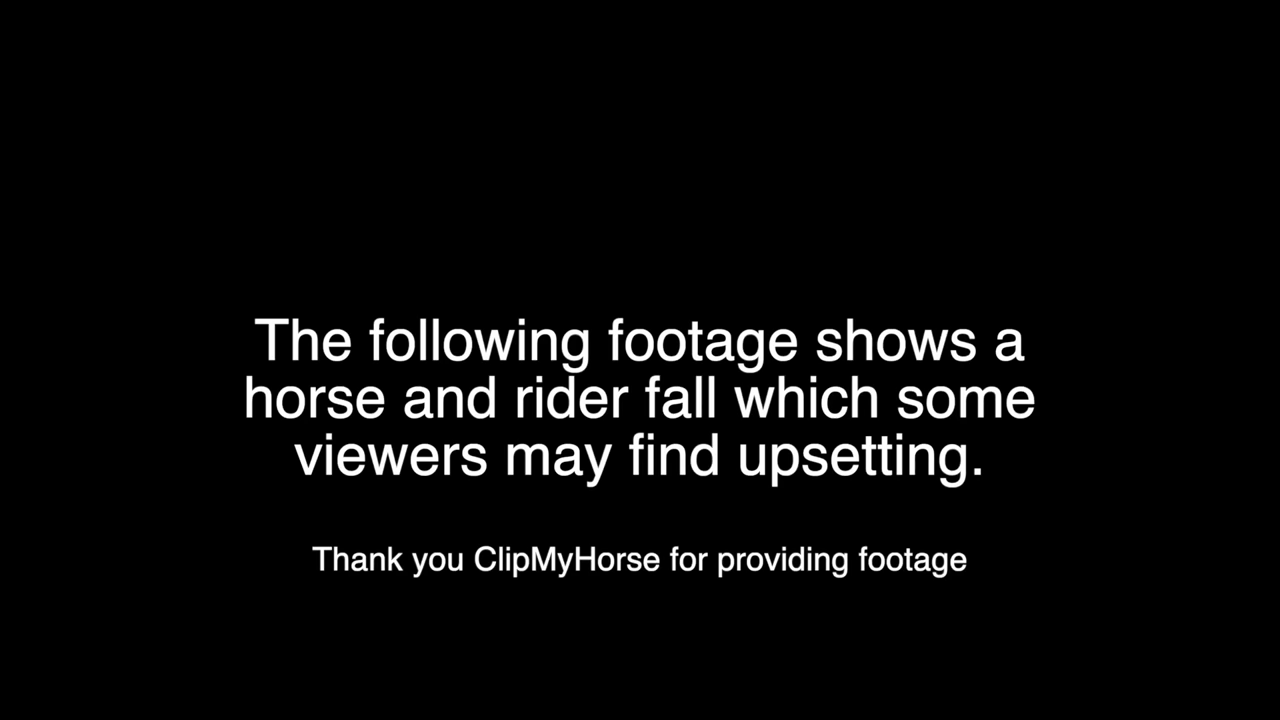 The following footage shows a
horse and rider fall which some
viewers may find upsetting.
Thank you ClipMyHorse for providing footage